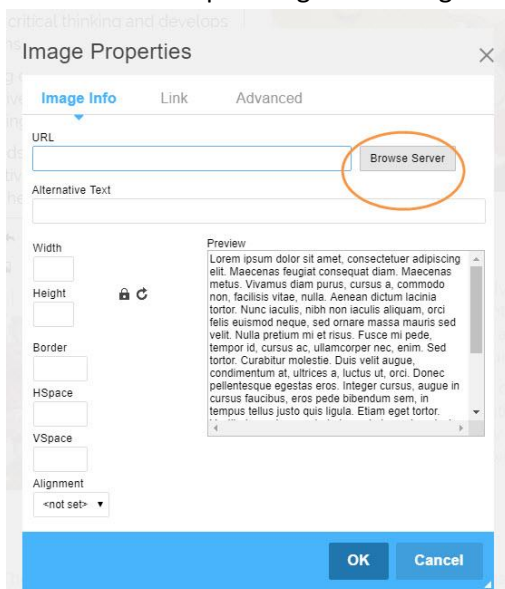 critical thinking and develops
Image Properties
Image Info Link Advanced
URL
Browse Server
Alternative Text
Width
Height
Border
HSpace
VSpace
Alignment
<not set>
Preview
Lorem ipsum dolor sit amet, consectetuer adipiscing
elit. Maecenas feugiat consequat diam. Maecenas
metus. Vivamus diam purus, cursus a, commodo
non, facilisis vitae, nulla. Aenean dictum lacinia
tortor. Nunc iaculis, nibh non iaculis aliquam, orci
felis euismod neque, sed ornare massa mauris sed
velit. Nulla pretium mi et risus. Fusce mi pede,
tempor id, cursus ac, ullamcorper nec, enim. Sed
tortor. Curabitur molestie. Duis velit augue,
condimentum at, ultrices a, luctus ut, orci. Donec
pellentesque egestas eros. Integer cursus, augue in
cursus faucibus, eros pede bibendum sem, in
tempus tellus justo quis ligula. Etiam eget tortor.
OK Cancel